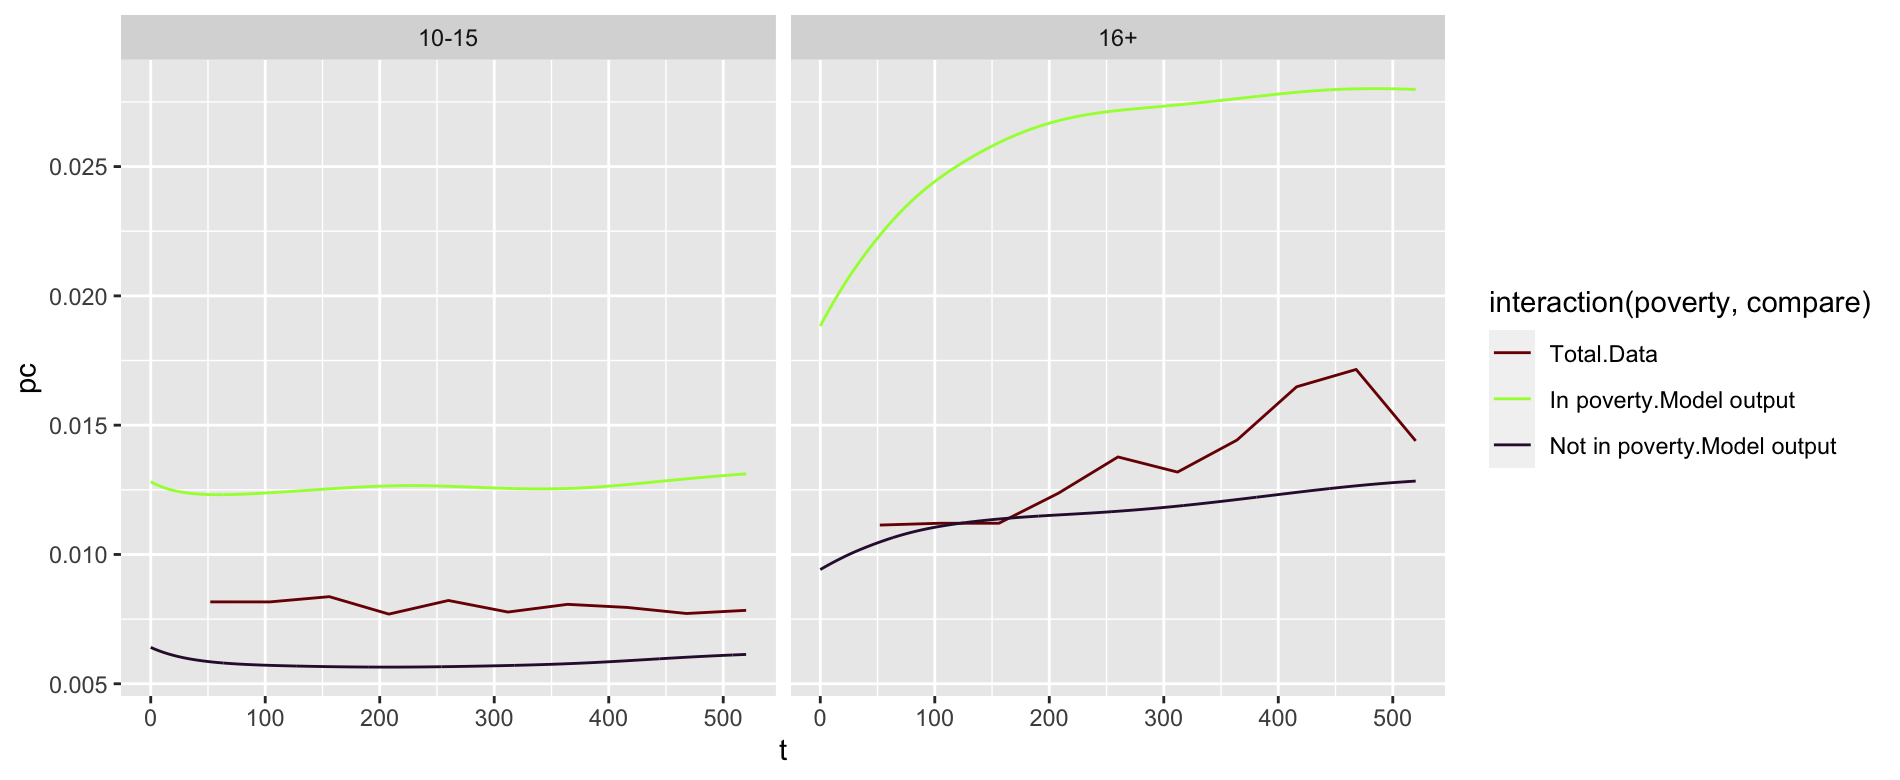 10-15
16+
pc
0.025
0.020
0.015
0.010
0.005
0 100 200 300 400 500
0 100 200 300 400 500
t
interaction(poverty, compare)
Total.Data
In poverty.Model output
Not in poverty.Model output